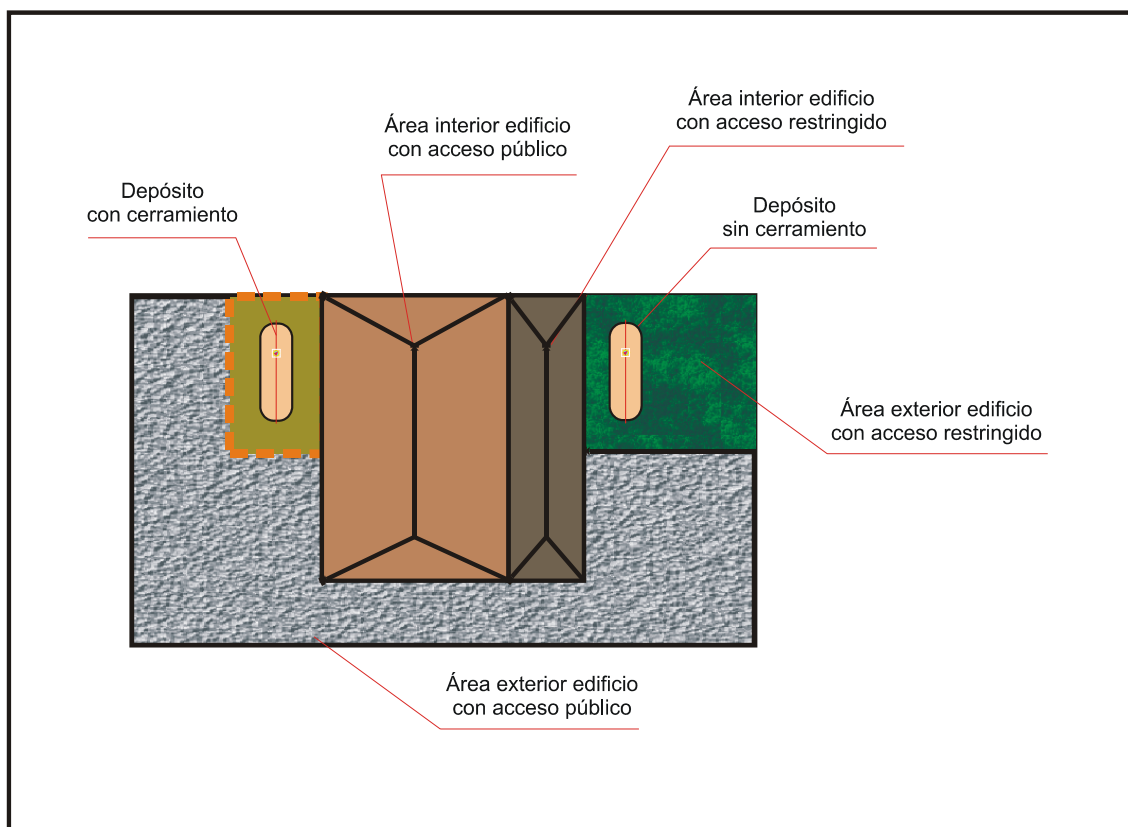 Área interior edificio
con acceso restringido
Área interior edificio
con acceso público
Depósito
con cerramiento
Depósito
sin cerramiento
Área exterior edificio
con acceso restringido
Área exterior edificio
con acceso público